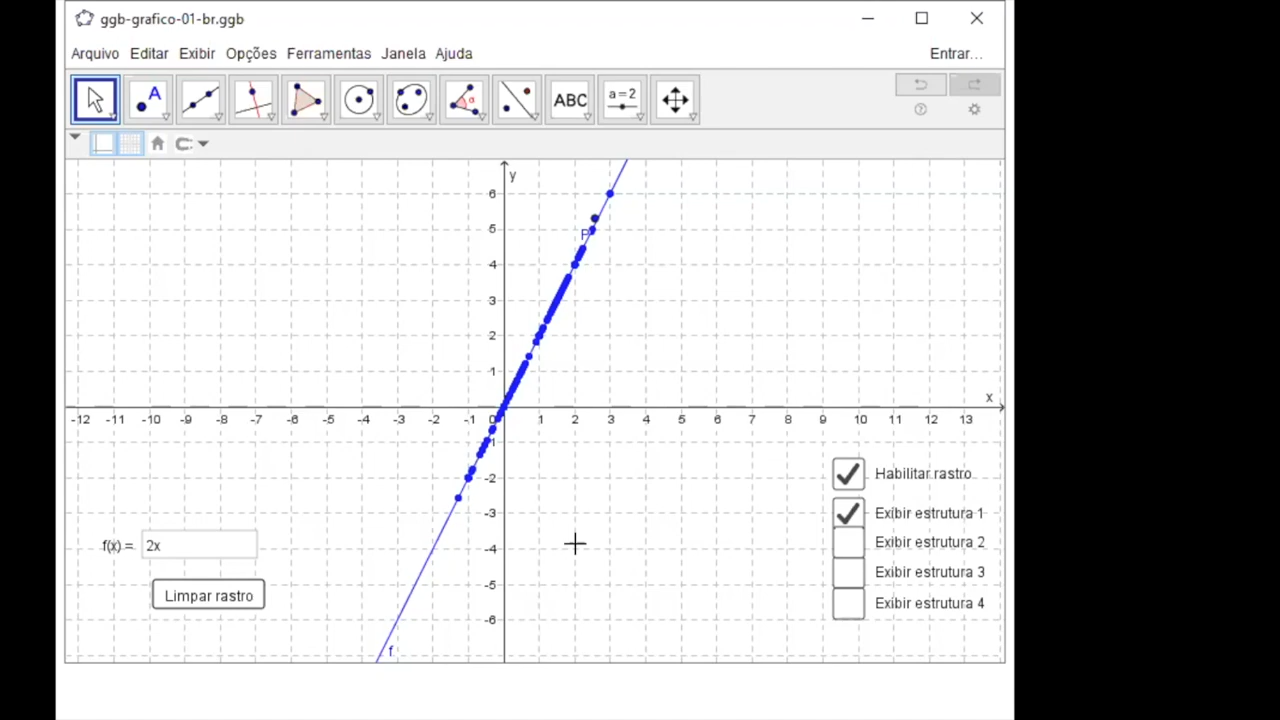 ggb-grafico-01-br.ggb
Arquivo Editar Exibir Opções Ferramentas Janela Ajuda Entrar...
A α ABC a=2
y
6
5
P
4
3
2
1
x
-12 -11 -10 -9 -8 -7 -6 -5 -4 -3 -2 -1 0 1 2 3 4 5 6 7 8 9 10 11 12 13
-1
-2
Habilitar rastro
-3
Exibir estrutura 1
f(x) = 2x
-4
Exibir estrutura 2
-5
Exibir estrutura 3
Limpar rastro
-6
Exibir estrutura 4
f